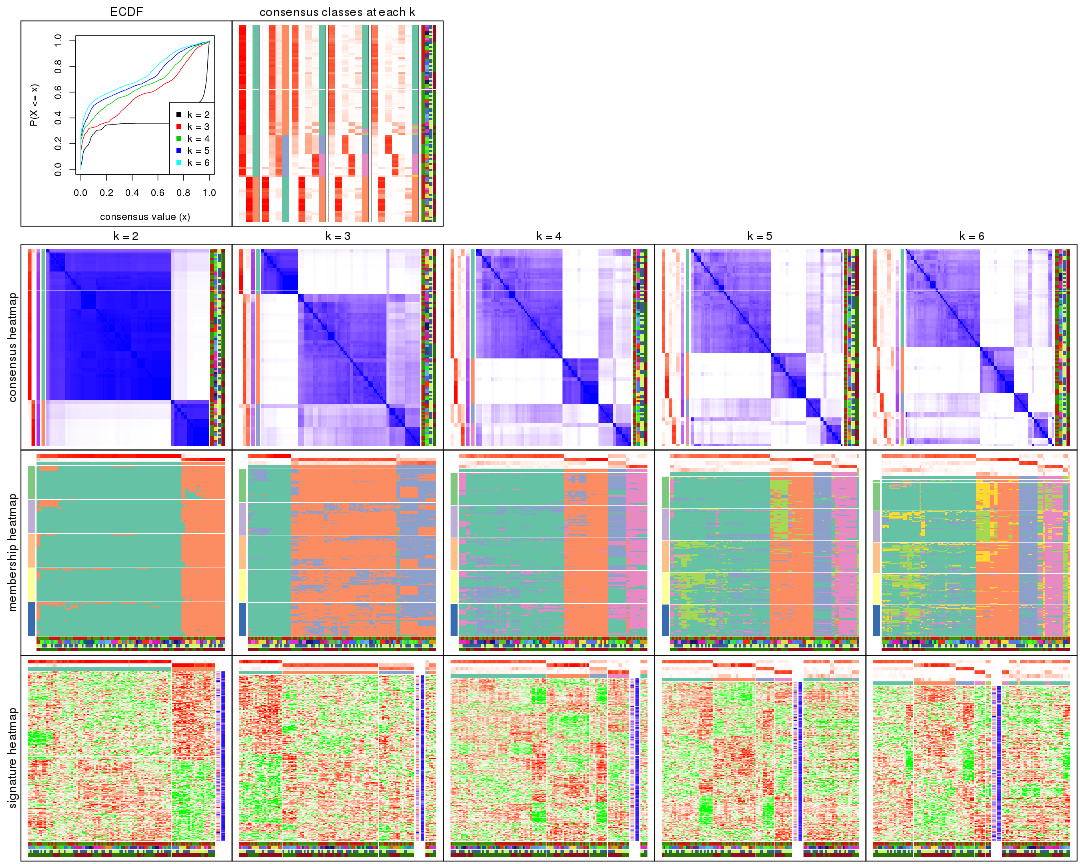 ECDF
consensus classes at each k
P(X <= x)
0.0 0.2 0.4 0.6 0.8 1.0
k = 2
k = 3
k = 4
k = 5
k = 6
0.0 0.2 0.4 0.6 0.8 1.0
consensus value (x)
k = 2
k = 3
k = 4
k = 5
k = 6
consensus heatmap
membership heatmap
signature heatmap